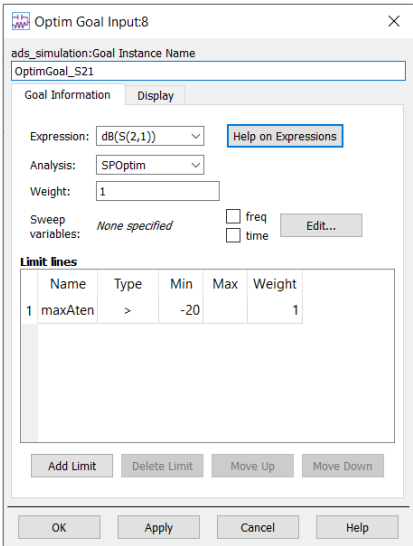 Optim Goal Input:8
ads_simulation:Goal Instance Name
OptimGoal_S21
Goal Information Display
Expression: dB(S(2,1)) Help on Expressions
Analysis: SPOptim
Weight: 1
Sweep variables: None specified freq time Edit...
Limit lines
Name Type Min Max Weight
1 maxAten > -20 1
Add Limit Delete Limit Move Up Move Down
OK Apply Cancel Help